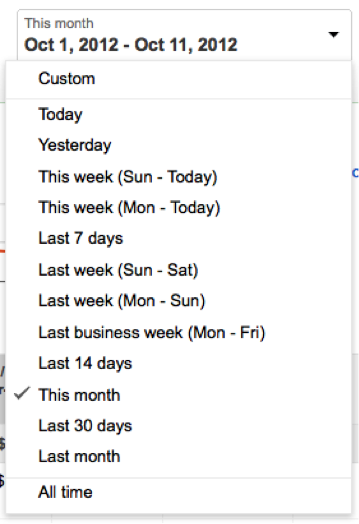 This month
Oct 1, 2012 - Oct 11, 2012
Custom
Today
Yesterday
This week (Sun - Today)
This week (Mon - Today)
Last 7 days
Last week (Sun - Sat)
Last week (Mon - Sun)
Last business week (Mon - Fri)
Last 14 days
This month
Last 30 days
Last month
All time